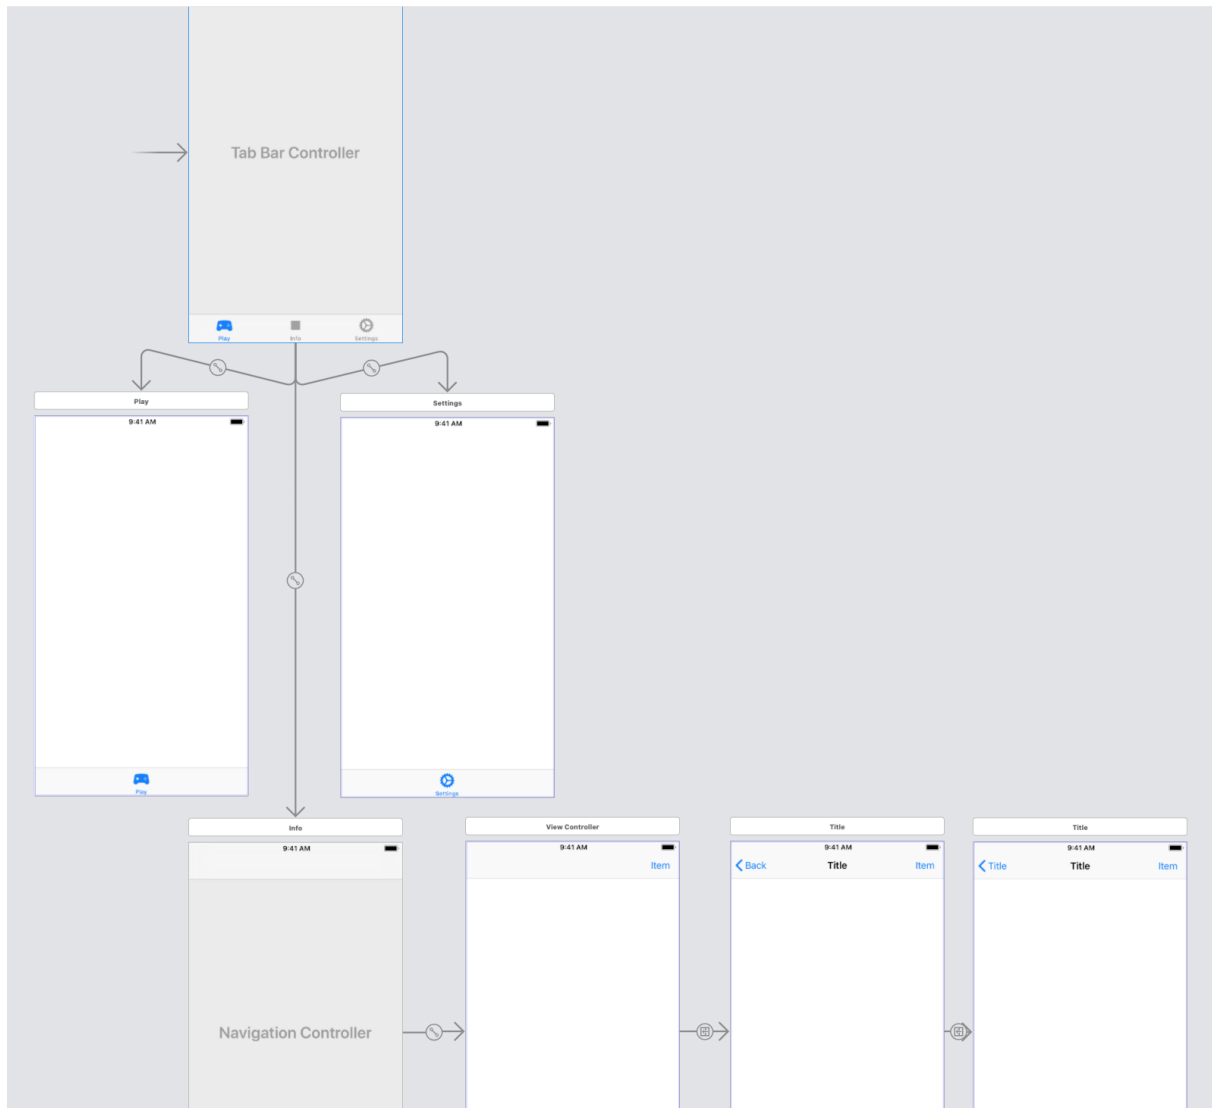 Tab Bar Controller
Play
Info
Settings
Play
Settings
9:41 AM
9:41 AM
Play
Settings
Info
View Controller
Title
Title
9:41 AM
9:41 AM
9:41 AM
9:41 AM
Item
Back
Title
Item
Title
Title
Item
Navigation Controller